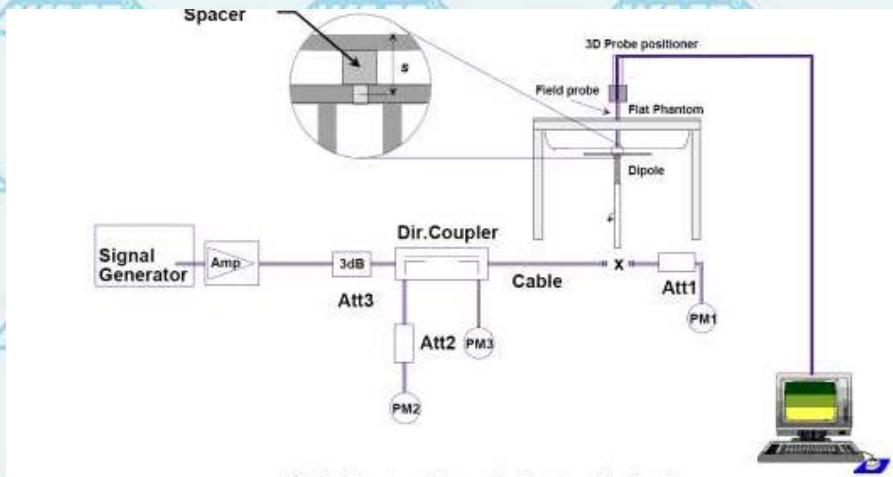 Spacer
s
3D Probe positioner
Field probe
Flat Phantom
Dipole
Dir.Coupler
Signal
Generator
Amp
3dB
Cable
x
Att1
Att3
PM1
Att2
PM3
PM2